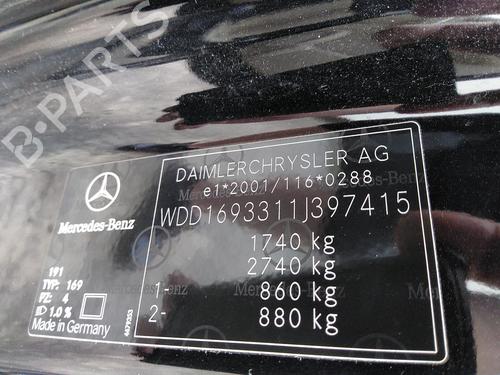 B-PARTS
DAIMLERCHRYSLER AG
e1*2001/116*0288
WDD1693311J397415
1740 kg
2740 kg
1- 860 kg
2- 880 kg
Mercedes-Benz
191
TYP: 169
PZ: 4
ID 1.0 %
Made in Germany